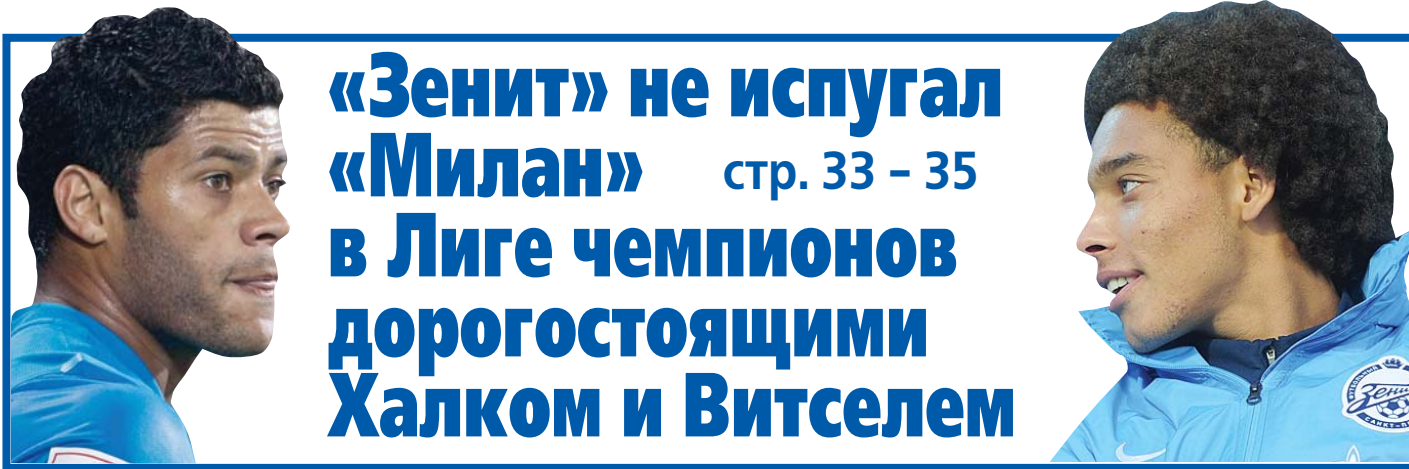 «Зенит» не испугал
«Милан» стр. 33 – 35
в Лиге чемпионов
дорогостоящими
Халком и Витселем